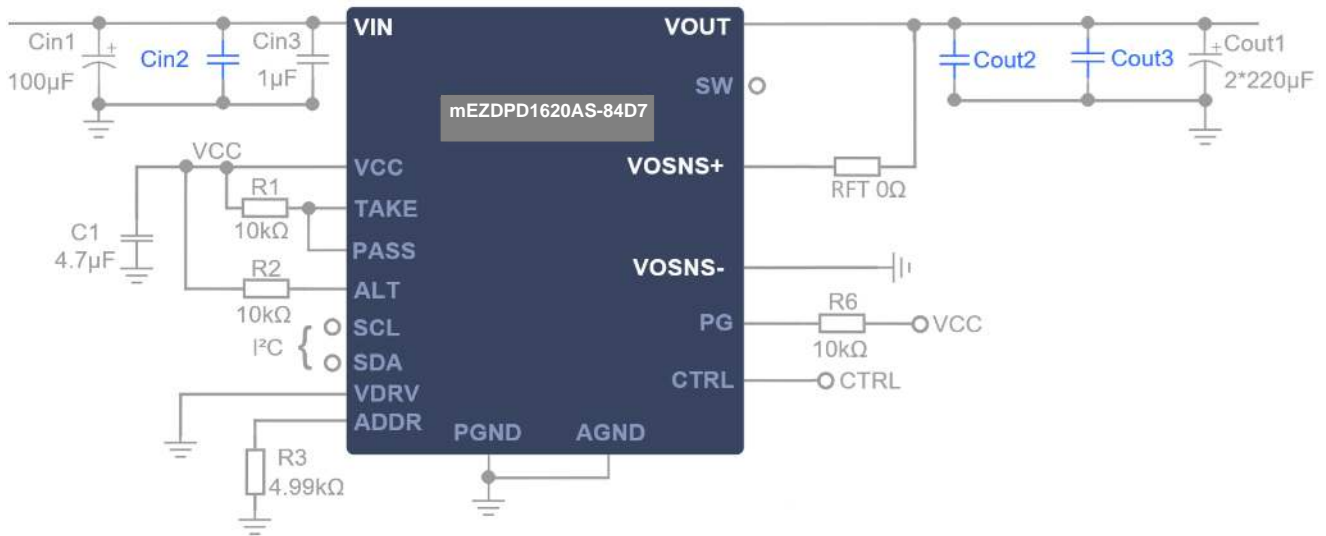 VIN
VOUT
Cin1
+
100µF
Cin2
Cin3
1µF
+
Cout1
2*220µF
Cout2
Cout3
SW
mEZDPD1620AS-84D7
VCC
VCC
VOSNS+
RFT 0Ω
R1
10kΩ
TAKE
C1
4.7µF
PASS
R2
10kΩ
ALT
VOSNS-
I²C
{
SCL
SDA
PG
R6
10kΩ
VCC
VDRV
CTRL
CTRL
ADDR
PGND
AGND
R3
4.99kΩ